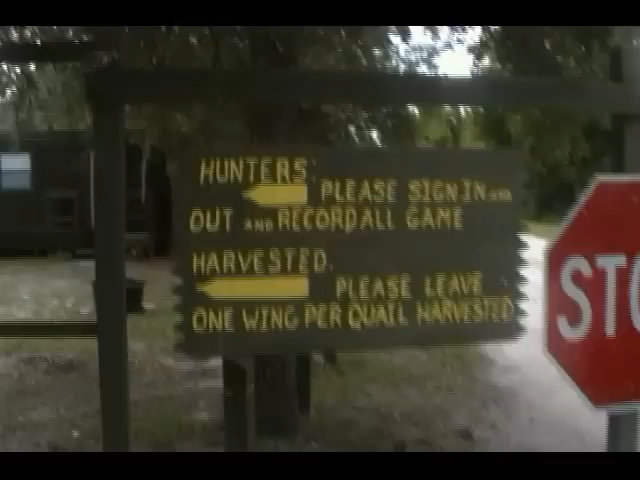 HUNTERS:
PLEASE SIGN IN AND
OUT AND RECORD ALL GAME
HARVESTED.
PLEASE LEAVE
ONE WING PER QUAIL HARVESTED
STO